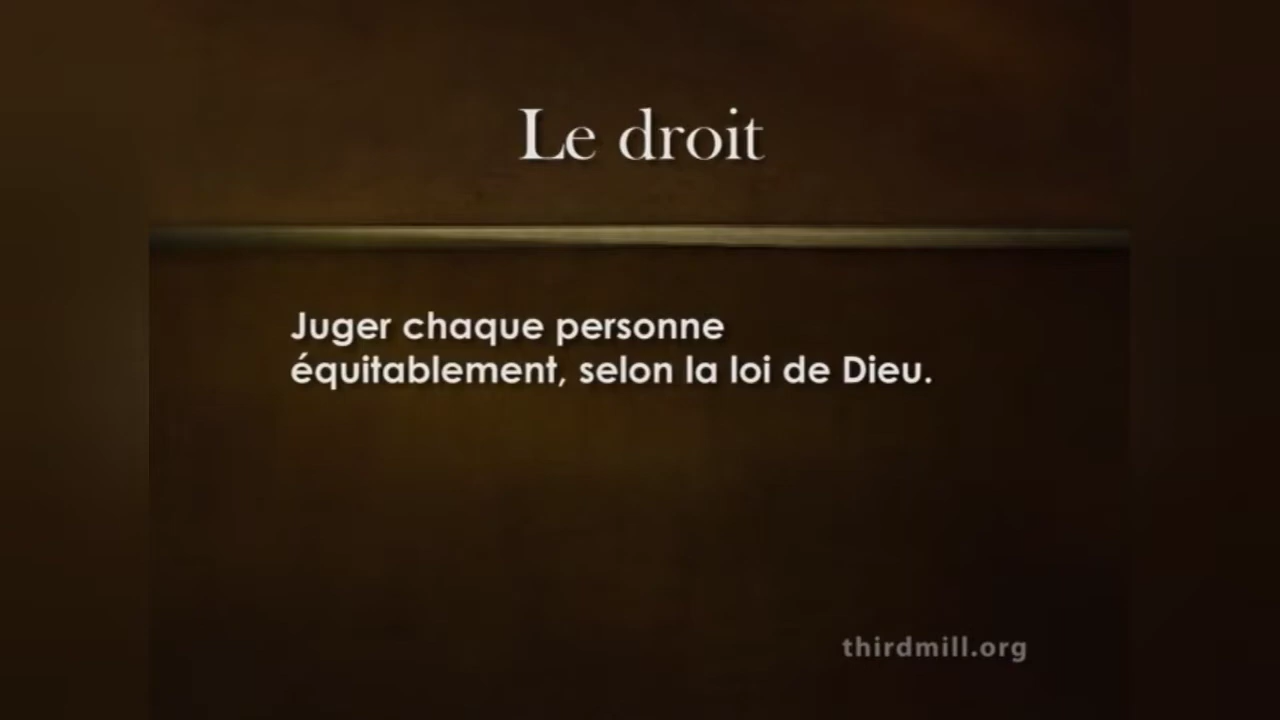 Le droit
Juger chaque personne
équitablement, selon la loi de Dieu.
thirdmill.org